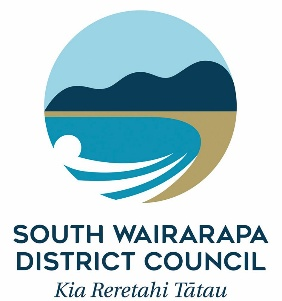 SOUTH WAIRARAPA
DISTRICT COUNCIL
Kia Reretahi Tātau